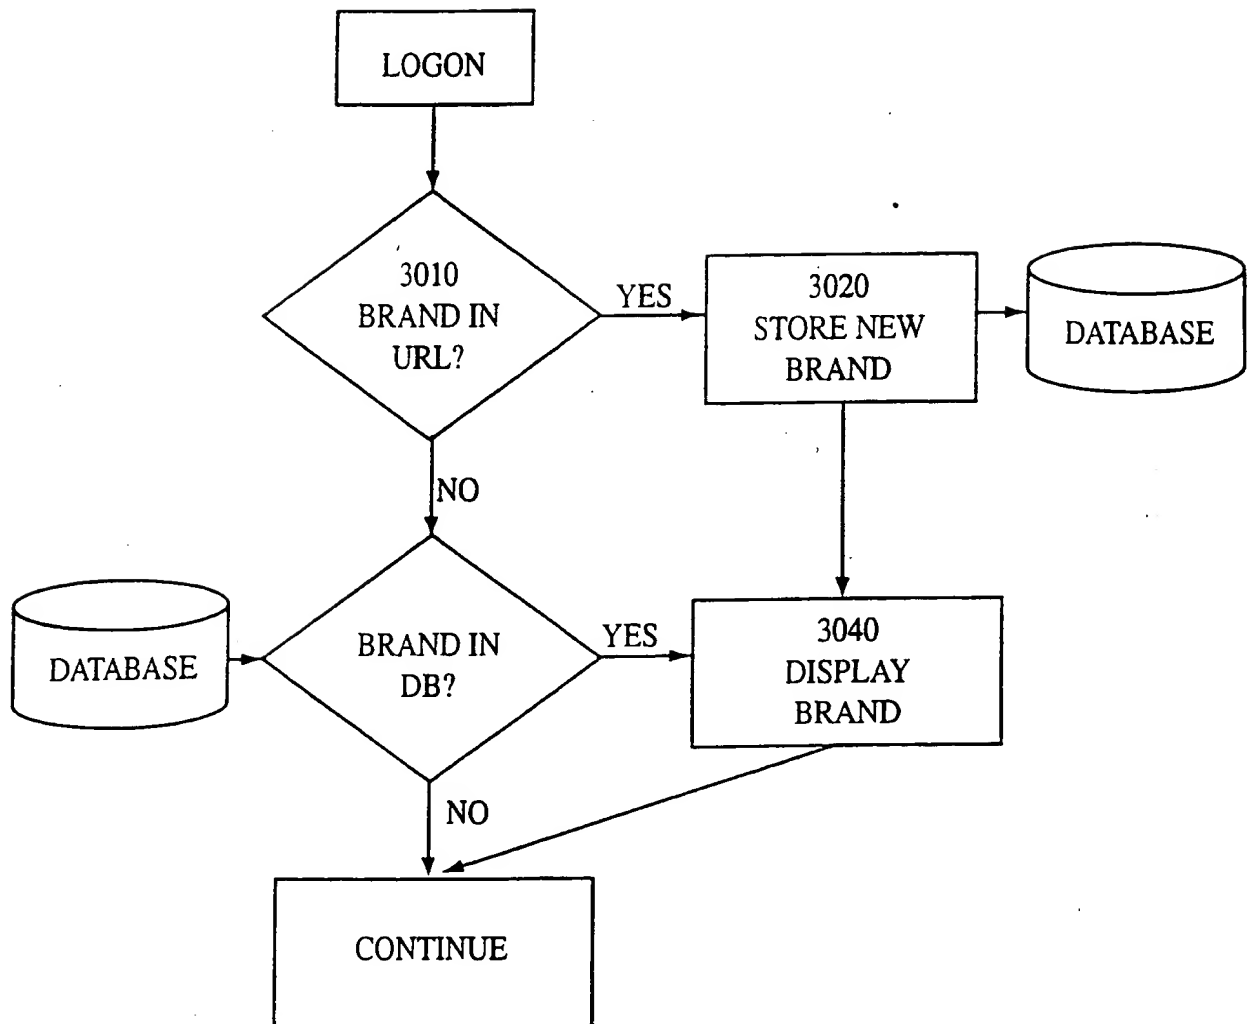 LOGON
3010
BRAND IN
URL?
YES
3020
STORE NEW
BRAND
DATABASE
NO
DATABASE
BRAND IN
DB?
YES
3040
DISPLAY
BRAND
NO
CONTINUE